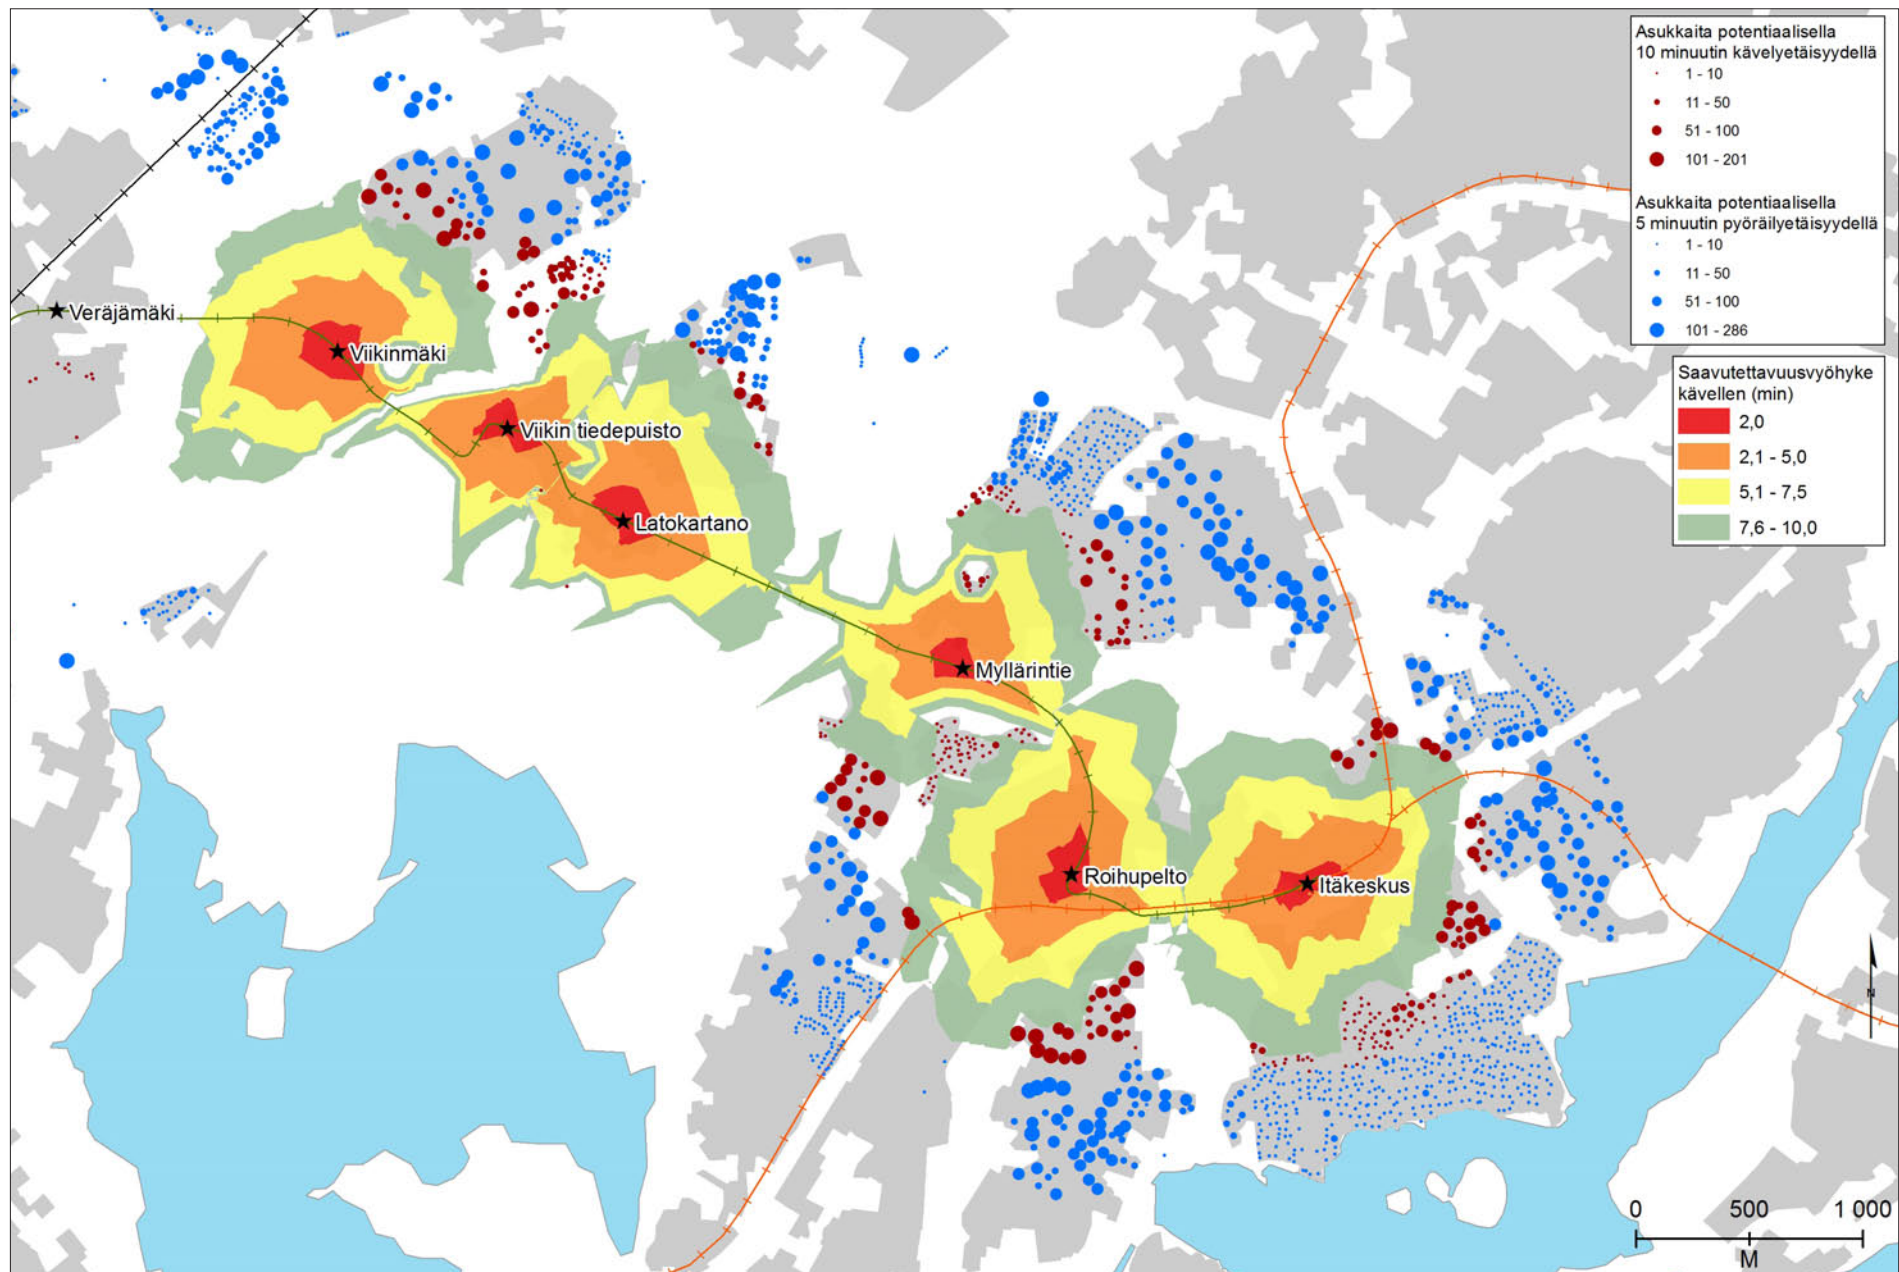 Asukkaita potentiaalisella
10 minuutin kävelyetäisyydellä
1 - 10
11 - 50
51 - 100
101 - 201
Asukkaita potentiaalisella
5 minuutin pyöräilyetäisyydellä
1 - 10
11 - 50
51 - 100
101 - 286
Saavutettavuusvyöhyke
kävellen (min)
2,0
2,1 - 5,0
5,1 - 7,5
7,6 - 10,0
Veräjämäki
Viikinmäki
Viikin tiedepuisto
Latokartano
Myllärintie
Roihupelto
Itäkeskus
N
0 500 1 000
M